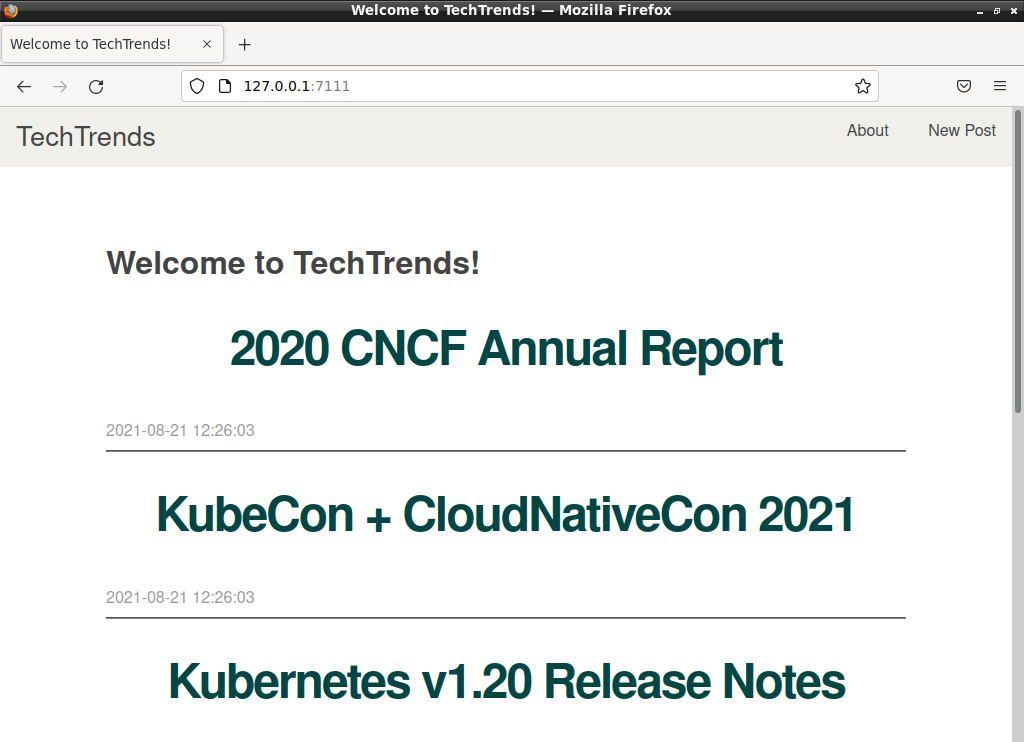 Welcome to TechTrends! — Mozilla Firefox
Welcome to TechTrends!
127.0.0.1:7111
TechTrends
About
New Post
Welcome to TechTrends!
2020 CNCF Annual Report
2021-08-21 12:26:03
KubeCon + CloudNativeCon 2021
2021-08-21 12:26:03
Kubernetes v1.20 Release Notes